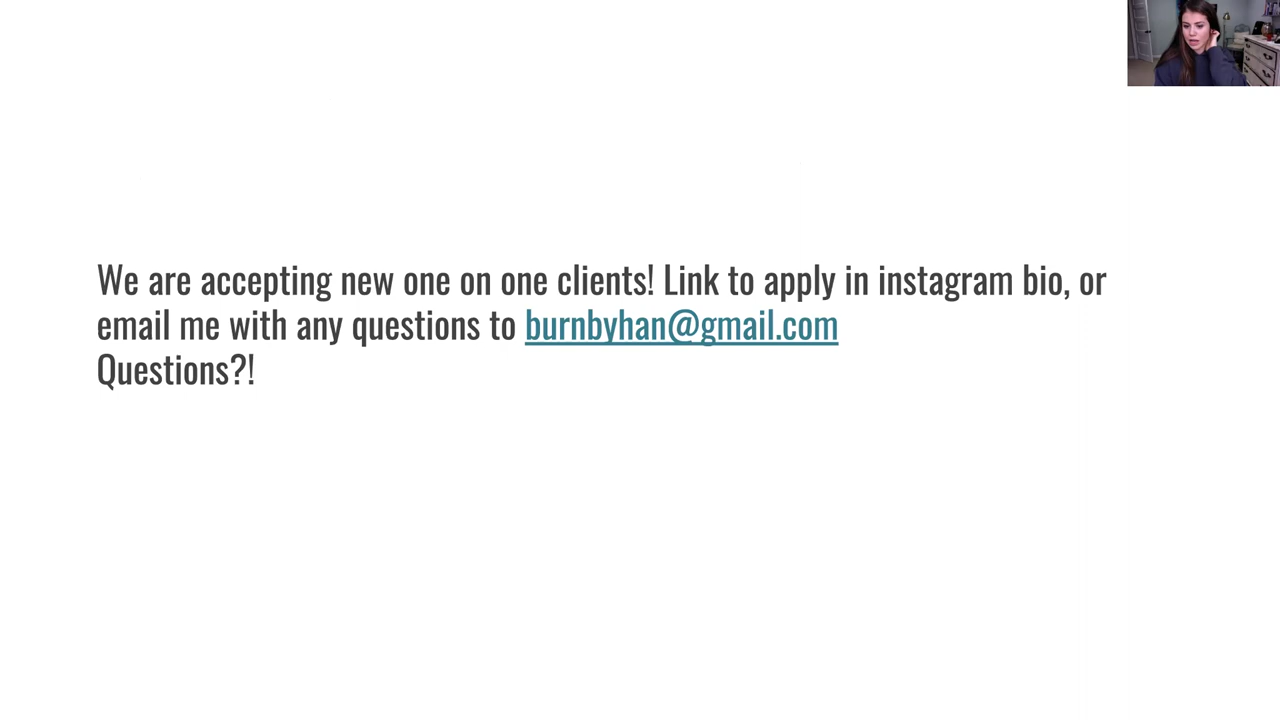 We are accepting new one on one clients! Link to apply in instagram bio, or
email me with any questions to burnbyhan@gmail.com
Questions?!